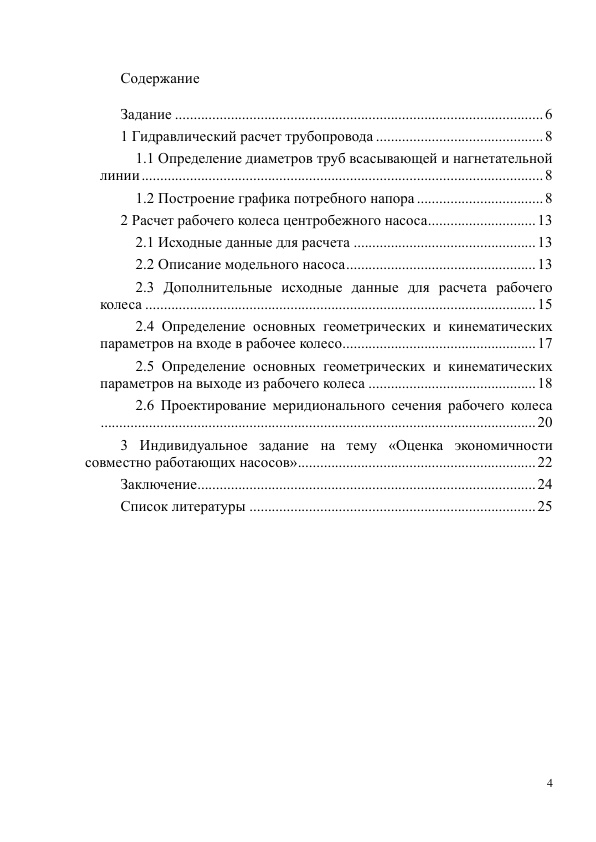 Содержание
Задание ................................................................................................... 6
1 Гидравлический расчет трубопровода ............................................. 8
1.1 Определение диаметров труб всасывающей и нагнетательной
линии ............................................................................................................ 8
1.2 Построение графика потребного напора .................................. 8
2 Расчет рабочего колеса центробежного насоса............................. 13
2.1 Исходные данные для расчета ................................................. 13
2.2 Описание модельного насоса................................................... 13
2.3 Дополнительные исходные данные для расчета рабочего
колеса ......................................................................................................... 15
2.4 Определение основных геометрических и кинематических
параметров на входе в рабочее колесо.................................................... 17
2.5 Определение основных геометрических и кинематических
параметров на выходе из рабочего колеса ............................................. 18
2.6 Проектирование меридионального сечения рабочего колеса
..................................................................................................................... 20
3 Индивидуальное задание на тему «Оценка экономичности
совместно работающих насосов»................................................................ 22
Заключение........................................................................................... 24
Список литературы ............................................................................. 25
4